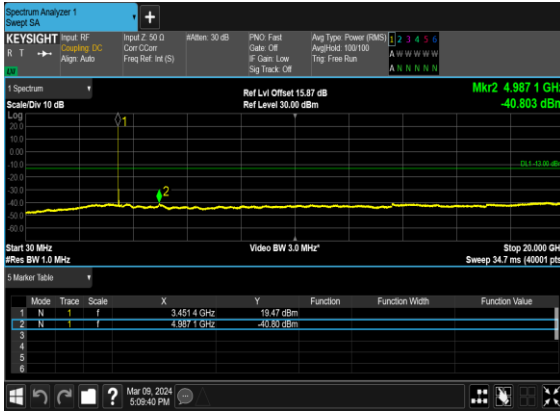 Spectrum Analyzer 1
Swept SA
+
KEYSIGHT
R T
Input: RF
Coupling: DC
Align: Auto
Input Z: 50 Ω
Corr CCorr
Freq Ref: Int (S)
#Atten: 30 dB
PNO: Fast
Gate: Off
IF Gain: Low
Sig Track: Off
Avg Type: Power (RMS)
Avg|Hold: 100/100
Trig: Free Run
1 2 3 4 5 6
A W W W W W
A N N N N N
1 Spectrum
Scale/Div 10 dB
Ref Lvl Offset 15.87 dB
Ref Level 30.00 dBm
Mkr2 4.987 1 GHz
-40.803 dBm
Log
20.0
10.0
0.00
-10.0
-20.0
-30.0
-40.0
-50.0
-60.0
1
2
DL1 -13.00 dBm
Start 30 MHz
#Res BW 1.0 MHz
Video BW 3.0 MHz*
Stop 20.000 GHz
Sweep 34.7 ms (40001 pts)
5 Marker Table
Mode Trace Scale X Y Function Function Width Function Value
1 N 1 f 3.451 4 GHz 19.47 dBm
2 N 1 f 4.987 1 GHz -40.80 dBm
3
4
5
6
?
Mar 09, 2024
5:09:40 PM